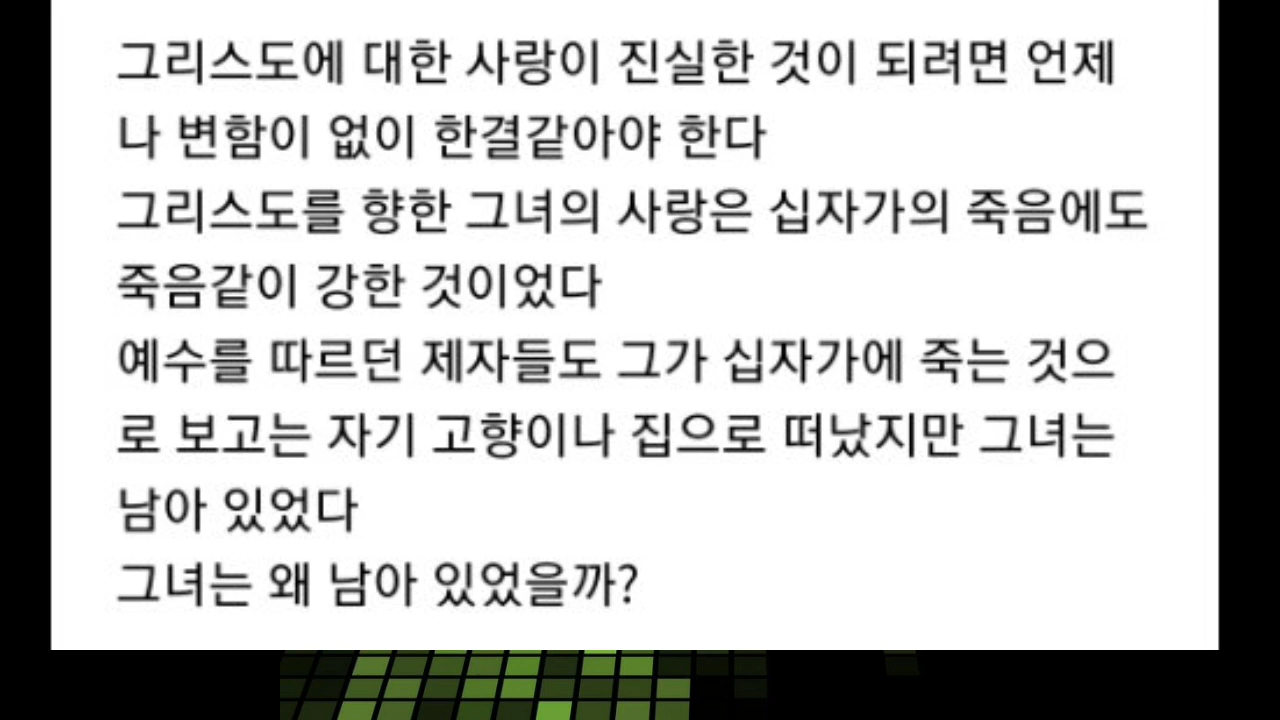 그리스도에 대한 사랑이 진실한 것이 되려면 언제
나 변함이 없이 한결같아야 한다
그리스도를 향한 그녀의 사랑은 십자가의 죽음에도
죽음같이 강한 것이었다
예수를 따르던 제자들도 그가 십자가에 죽는 것으
로 보고는 자기 고향이나 집으로 떠났지만 그녀는
남아 있었다
그녀는 왜 남아 있었을까?